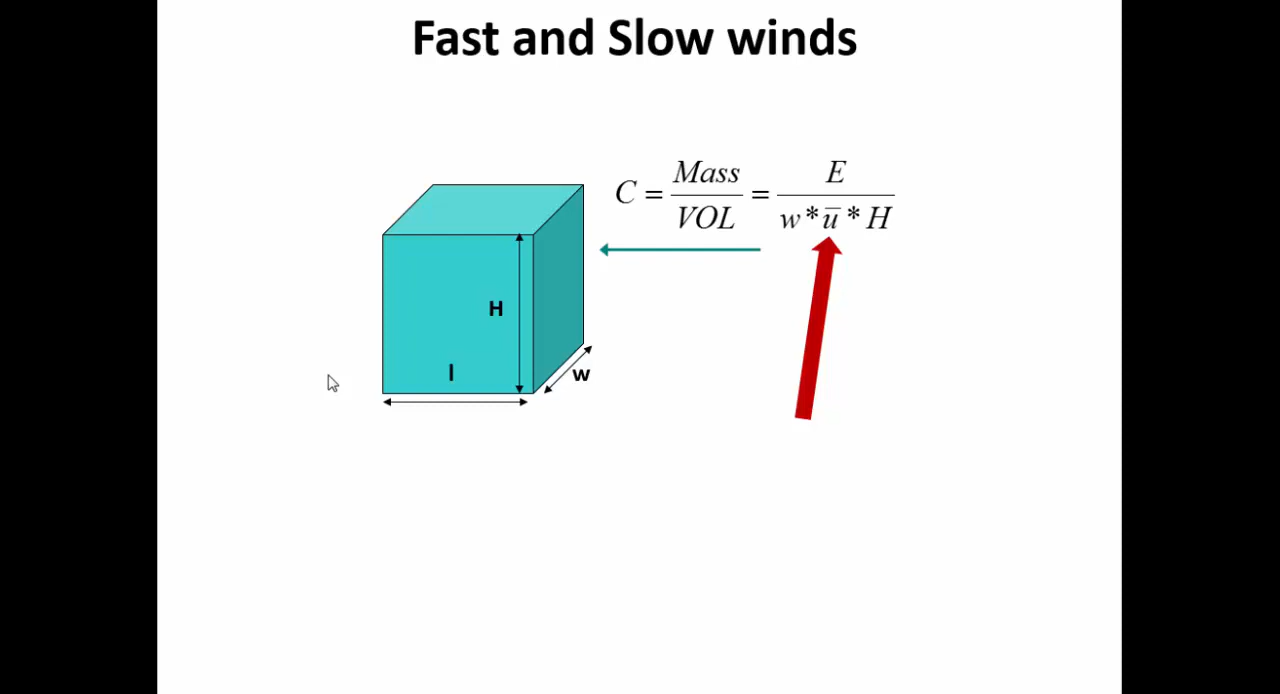 Fast and Slow winds
C = Mass / VOL = E / w * u̅ * H
H
l
w